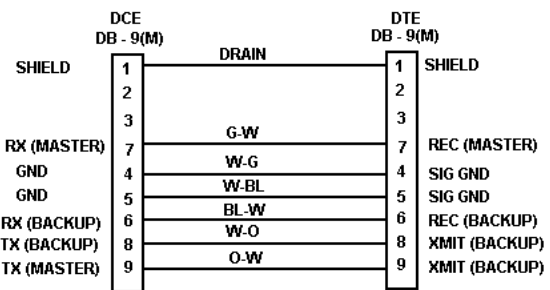 DCE DTE
DB - 9(M) DB - 9(M)
SHIELD 1 DRAIN 1 SHIELD
2 2
3 3
RX (MASTER) 7 G-W 7 REC (MASTER)
GND 4 W-G 4 SIG GND
GND 5 W-BL 5 SIG GND
RX (BACKUP) 6 BL-W 6 REC (BACKUP)
TX (BACKUP) 8 W-O 8 XMIT (BACKUP)
TX (MASTER) 9 O-W 9 XMIT (BACKUP)